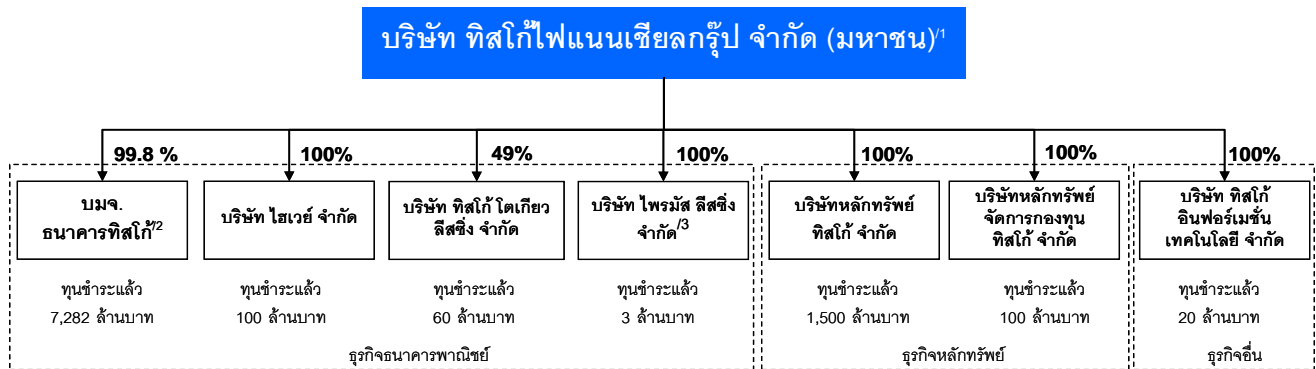 บริษัท ทิสโก้ไฟแนนเชียลกรุ๊ป จำกัด (มหาชน)/1
99.8 %
100%
49%
100%
100%
100%
100%
บมจ.
ธนาคารทิสโก้/2
บริษัท ไฮเวย์ จำกัด
บริษัท ทิสโก้ โตเกียว
ลีสซิ่ง จำกัด
บริษัท ไพรมัส ลีสซิ่ง
จำกัด/3
บริษัทหลักทรัพย์
ทิสโก้ จำกัด
บริษัทหลักทรัพย์
จัดการกองทุน
ทิสโก้ จำกัด
บริษัท ทิสโก้
อินฟอร์เมชั่น
เทคโนโลยี จำกัด
ทุนชำระแล้ว
7,282 ล้านบาท
ทุนชำระแล้ว
100 ล้านบาท
ทุนชำระแล้ว
60 ล้านบาท
ทุนชำระแล้ว
3 ล้านบาท
ทุนชำระแล้ว
1,500 ล้านบาท
ทุนชำระแล้ว
100 ล้านบาท
ทุนชำระแล้ว
20 ล้านบาท
ธุรกิจธนาคารพาณิชย์
ธุรกิจหลักทรัพย์
ธุรกิจอื่น